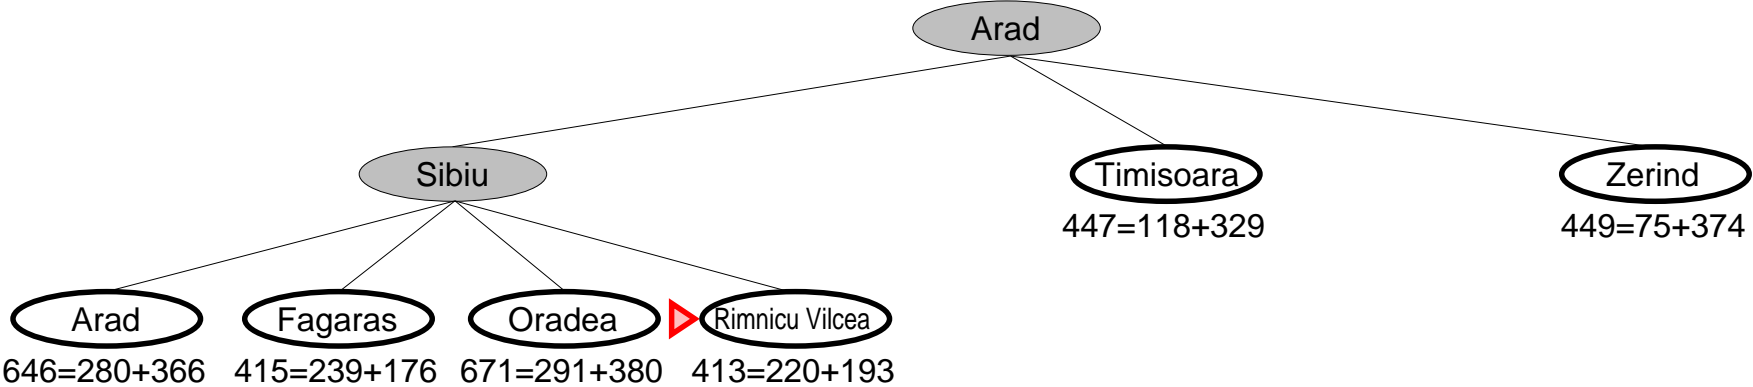 Arad
Sibiu
Timisoara
Zerind
447=118+329
449=75+374
Arad
Fagaras
Oradea
Rimnicu Vilcea
646=280+366
415=239+176
671=291+380
413=220+193